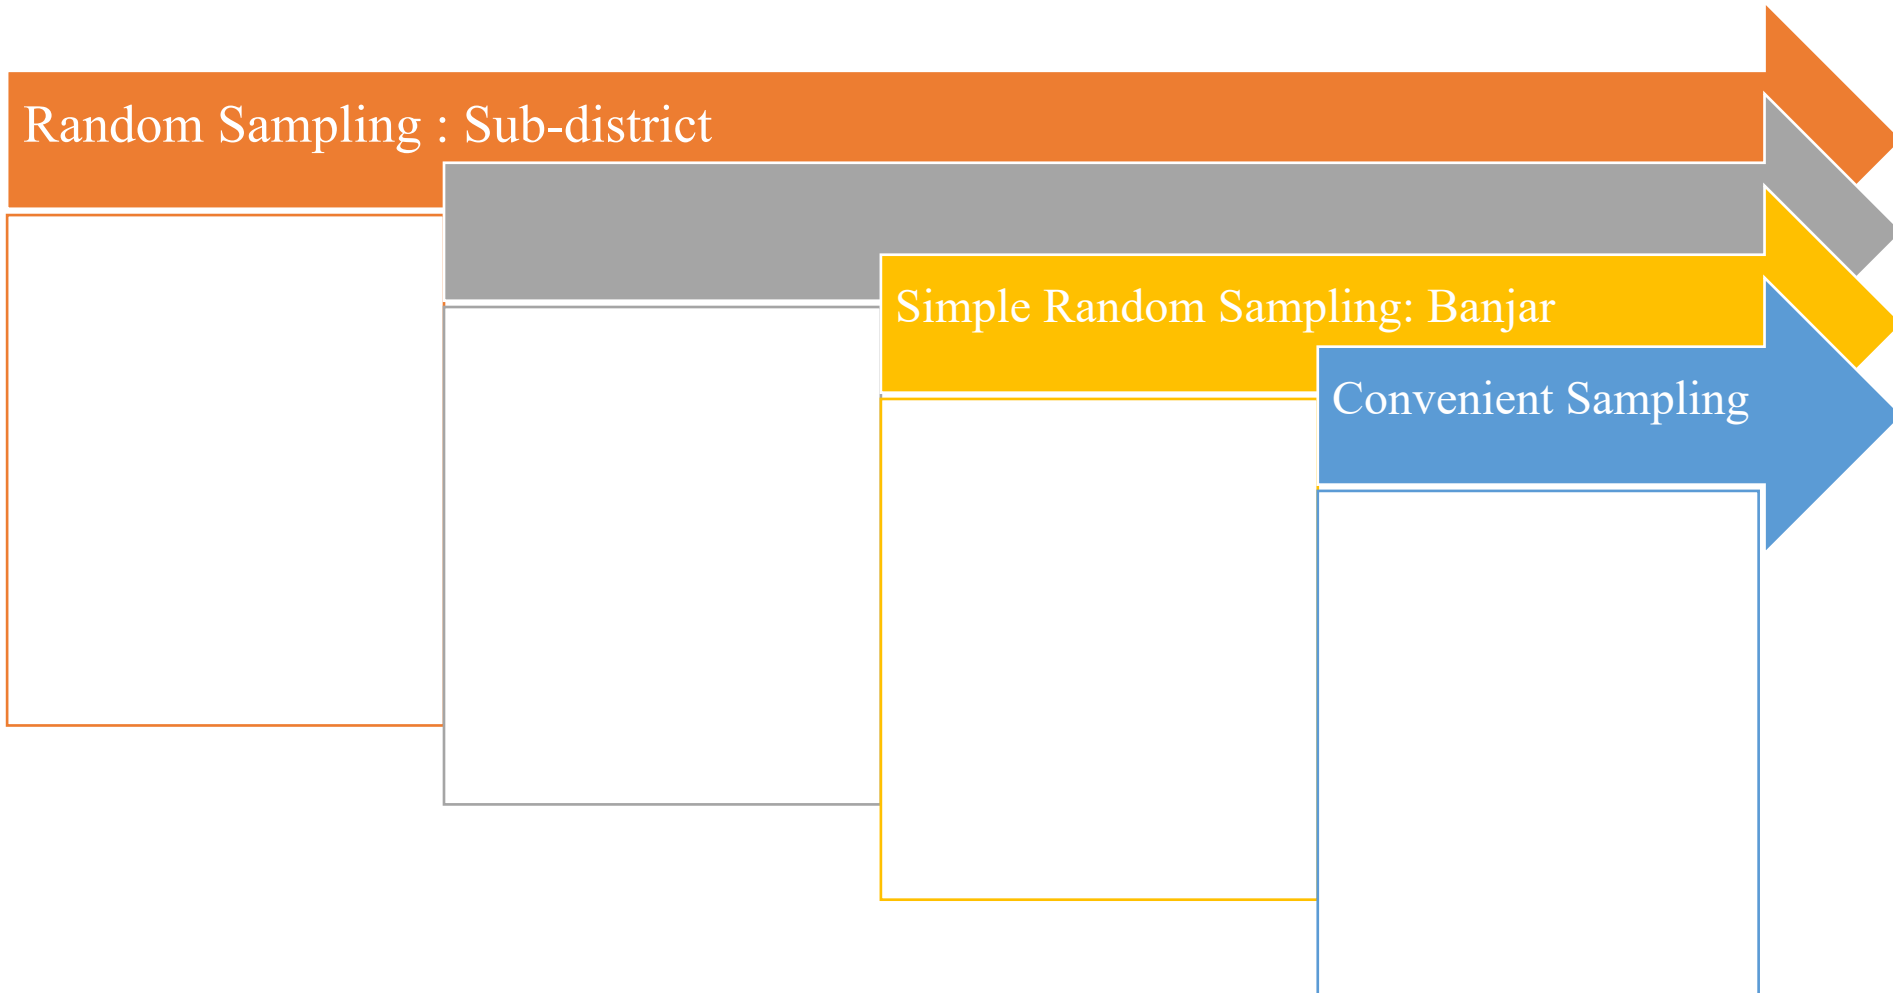 Random Sampling : Sub-district
Simple Random Sampling: Banjar
Convenient Sampling